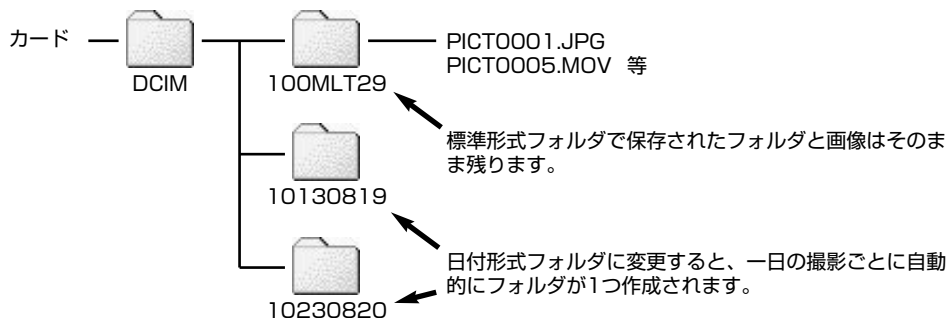 カード
DCIM
100MLT29
PICT0001.JPG
PICT0005.MOV 等
標準形式フォルダで保存されたフォルダと画像はそのま
ま残ります。
10130819
日付形式フォルダに変更すると、一日の撮影ごとに自動
的にフォルダが1つ作成されます。
10230820